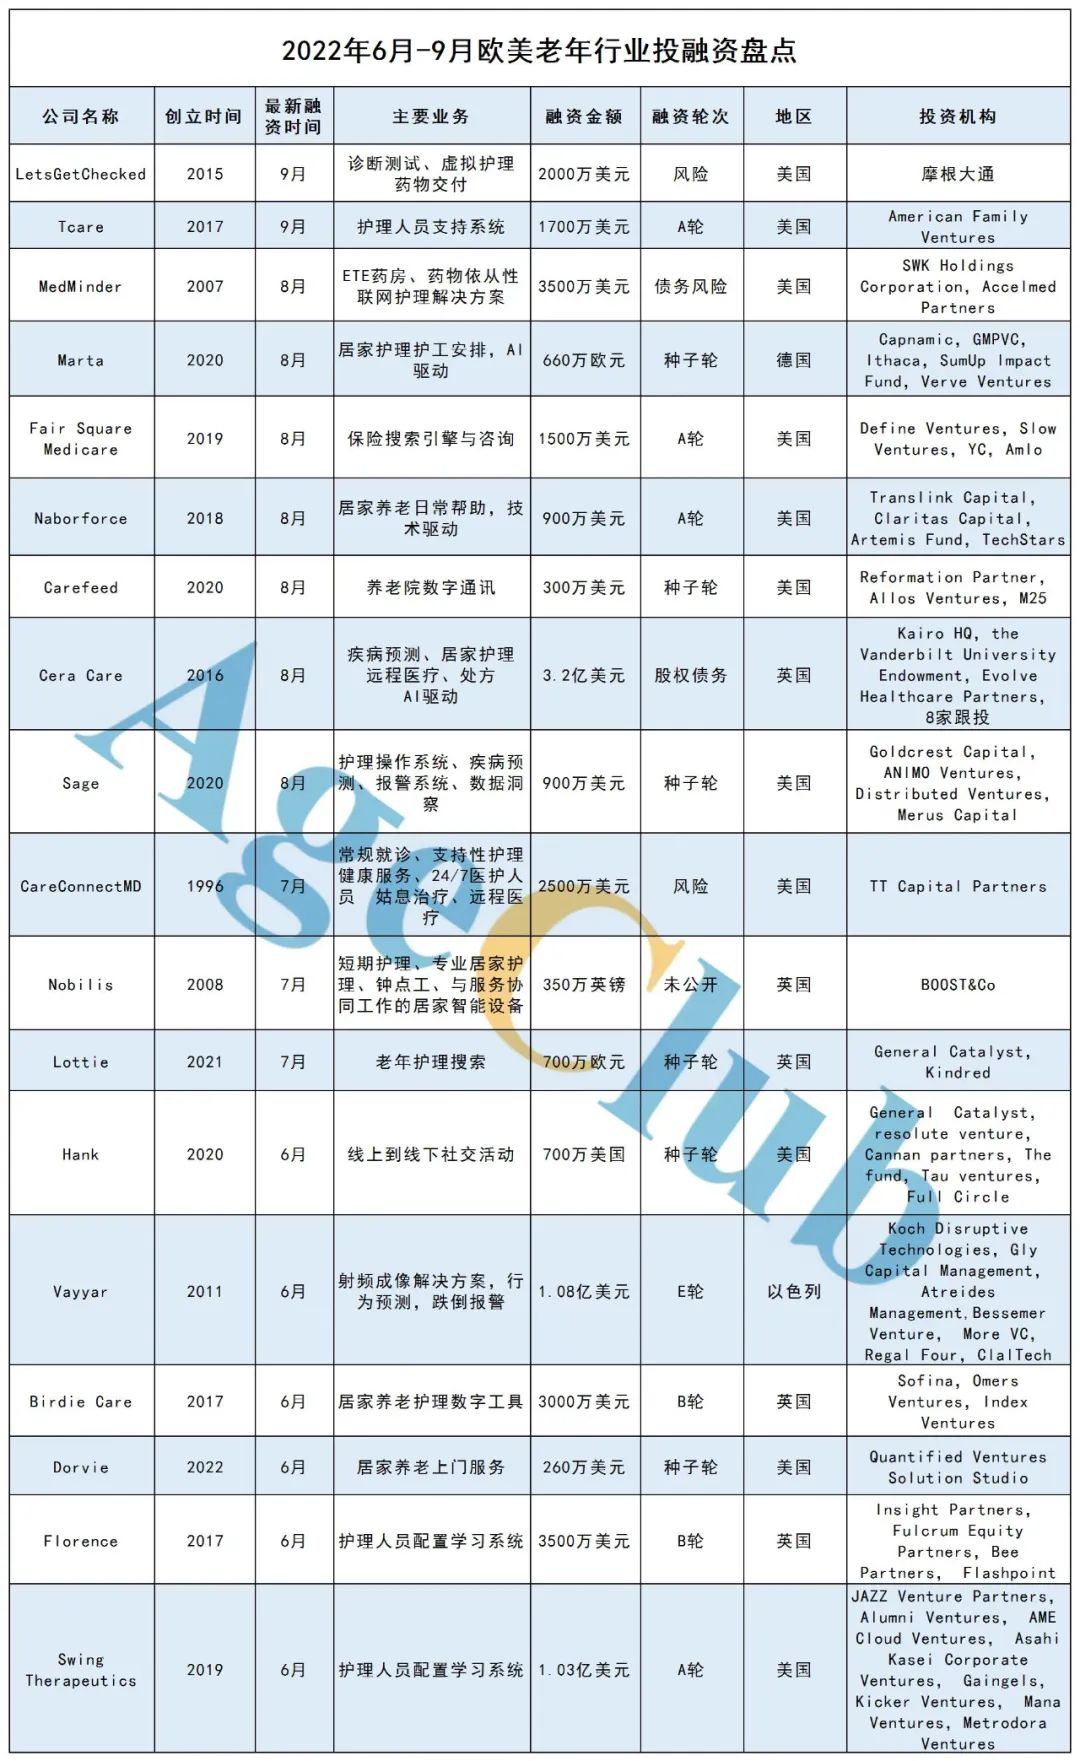 2022年6月-9月欧美老年行业投融资盘点
公司名称 创立时间 最新融资时间 主要业务 融资金额 融资轮次 地区 投资机构
LetsGetChecked 2015 9月 诊断测试、虚拟护理 药物交付 2000万美元 风险 美国 摩根大通
Tcare 2017 9月 护理人员支持系统 1700万美元 A轮 美国 American Family Ventures
MedMinder 2007 8月 ETE药房、药物依从性 联网护理解决方案 3500万美元 债务风险 美国 SWK Holdings Corporation, Accelmed Partners
Marta 2020 8月 居家护理护工安排，AI驱动 660万欧元 种子轮 德国 Capnamic, GMPVC, Ithaca, SumUp Impact Fund, Verve Ventures
Fair Square Medicare 2019 8月 保险搜索引擎与咨询 1500万美元 A轮 美国 Define Ventures, Slow Ventures, YC, Amlo
Naborforce 2018 8月 居家养老日常帮助，技术驱动 900万美元 A轮 美国 Translink Capital, Claritas Capital, Artemis Fund, TechStars
Carefeed 2020 8月 养老院数字通讯 300万美元 种子轮 美国 Reformation Partner, Allos Ventures, M25
Cera Care 2016 8月 疾病预测、居家护理 远程医疗、处方 AI驱动 3.2亿美元 股权债务 英国 Kairo HQ, the Vanderbilt University Endowment, Evolve Healthcare Partners, 8家跟投
Sage 2020 8月 护理操作系统、疾病预测、报警系统、数据洞察 900万美元 种子轮 美国 Goldcrest Capital, ANIMO Ventures, Distributed Ventures, Merus Capital
CareConnectMD 1996 7月 常规就诊、支持性护理 健康服务、24/7医护人员 姑息治疗、远程医疗 2500万美元 风险 美国 TT Capital Partners
Nobilis 2008 7月 短期护理、专业居家护理、钟点工、与服务协同工作的居家智能设备 350万英镑 未公开 英国 BOOST&Co
Lottie 2021 7月 老年护理搜索 700万欧元 种子轮 英国 General Catalyst, Kindred
Hank 2020 6月 线上到线下社交活动 700万美国 种子轮 美国 General Catalyst, resolute venture, Cannan partners, The fund, Tau ventures, Full Circle
Vayyar 2011 6月 射频成像解决方案，行为预测，跌倒报警 1.08亿美元 E轮 以色列 Koch Disruptive Technologies, Gly Capital Management, Atreides Management,Bessemer Venture, More VC, Regal Four, ClalTech
Birdie Care 2017 6月 居家养老护理数字工具 3000万美元 B轮 英国 Sofina, Omers Ventures, Index Ventures
Dorvie 2022 6月 居家养老上门服务 260万美元 种子轮 美国 Quantified Ventures Solution Studio
Florence 2017 6月 护理人员配置学习系统 3500万美元 B轮 英国 Insight Partners, Fulcrum Equity Partners, Bee Partners, Flashpoint
Swing Therapeutics 2019 6月 护理人员配置学习系统 1.03亿美元 A轮 美国 JAZZ Venture Partners, Alumni Ventures, AME Cloud Ventures, Asahi Kasei Corporate Ventures, Gaingels, Kicker Ventures, Mana Ventures, Metrodora Ventures
AgeClub